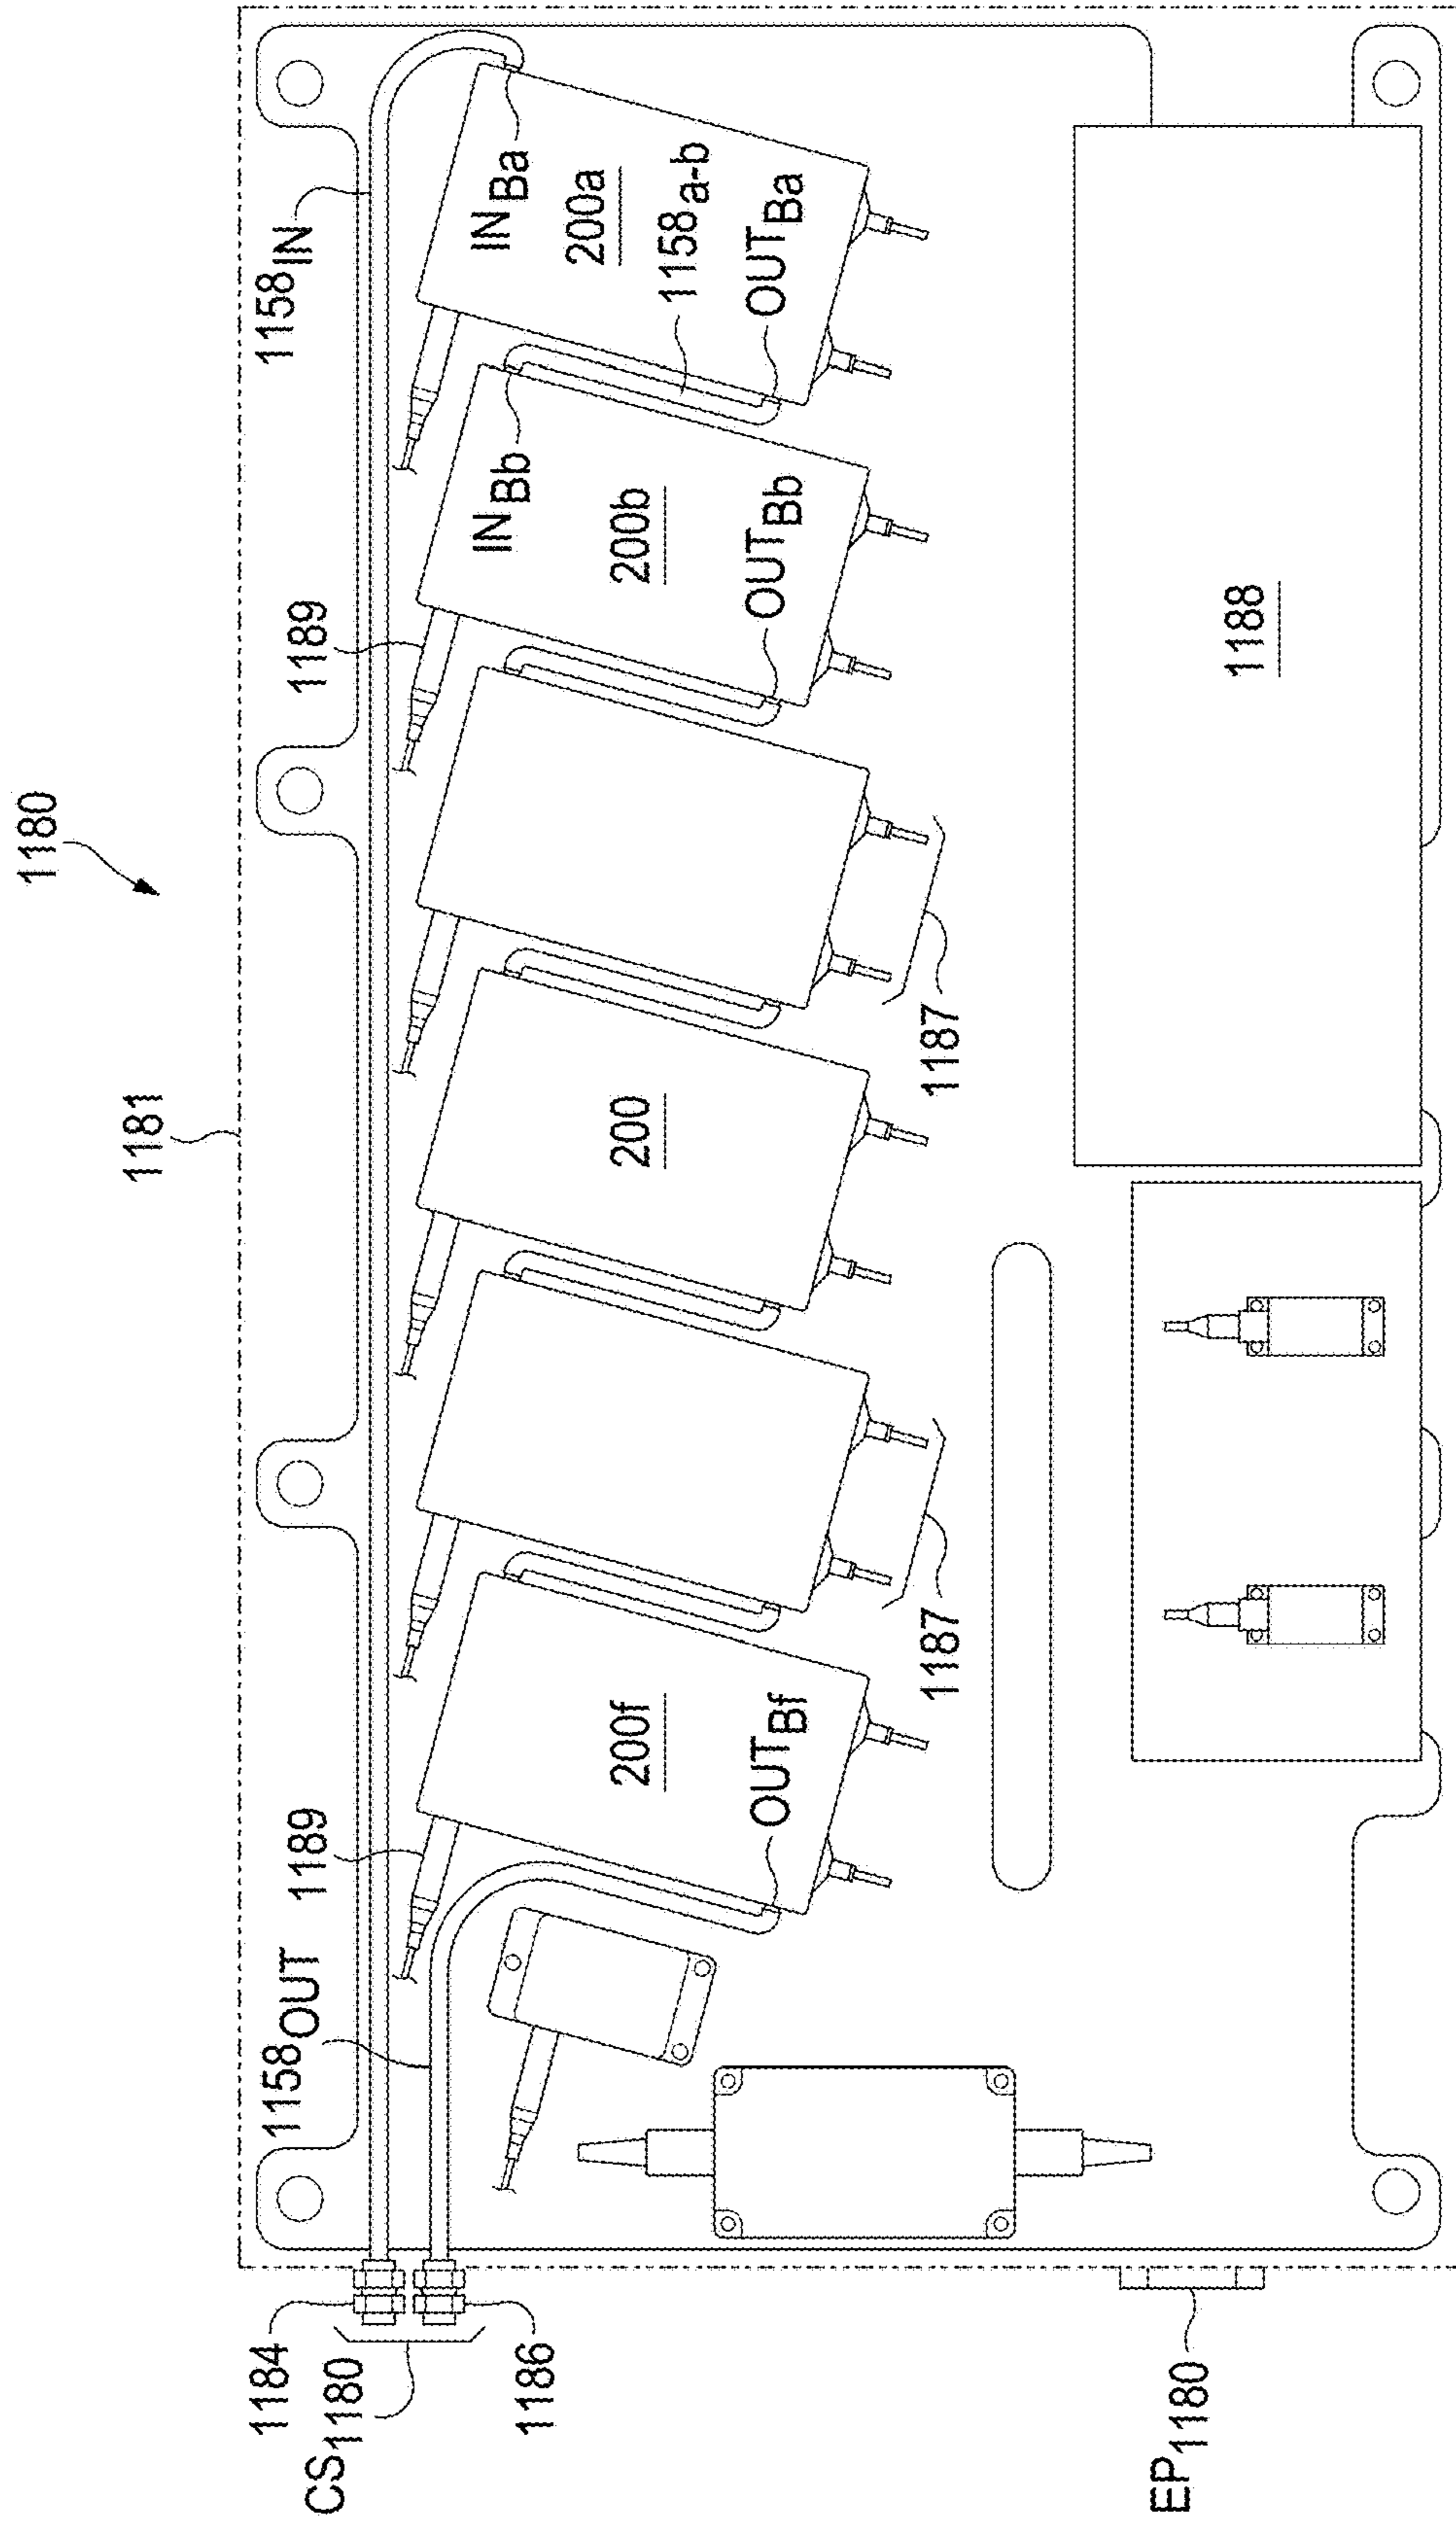 1180
1181
1184
CS1180
1186
1158OUT
1189
1189
1158IN
200f
OUTBf
200
INBb
200b
OUTBb
INBa
200a
1158a-b
OUTBa
1187
1187
1188
EP1180